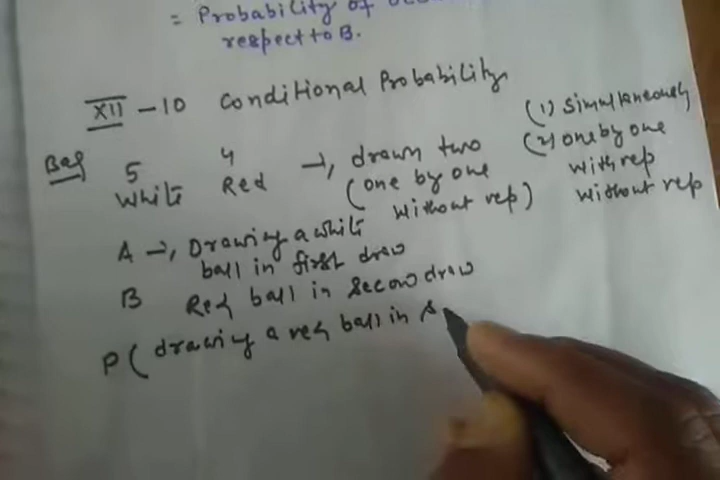 = Probability of
respect to B.
XII - 10 Conditional Probability
Bag 5 4 → drawn two (1) simultaneously
White Red (one by one (2) one by one
without rep) with rep
without rep
A → Drawing a white
ball in first draw
B Red ball in second draw
P( drawing a red ball in s